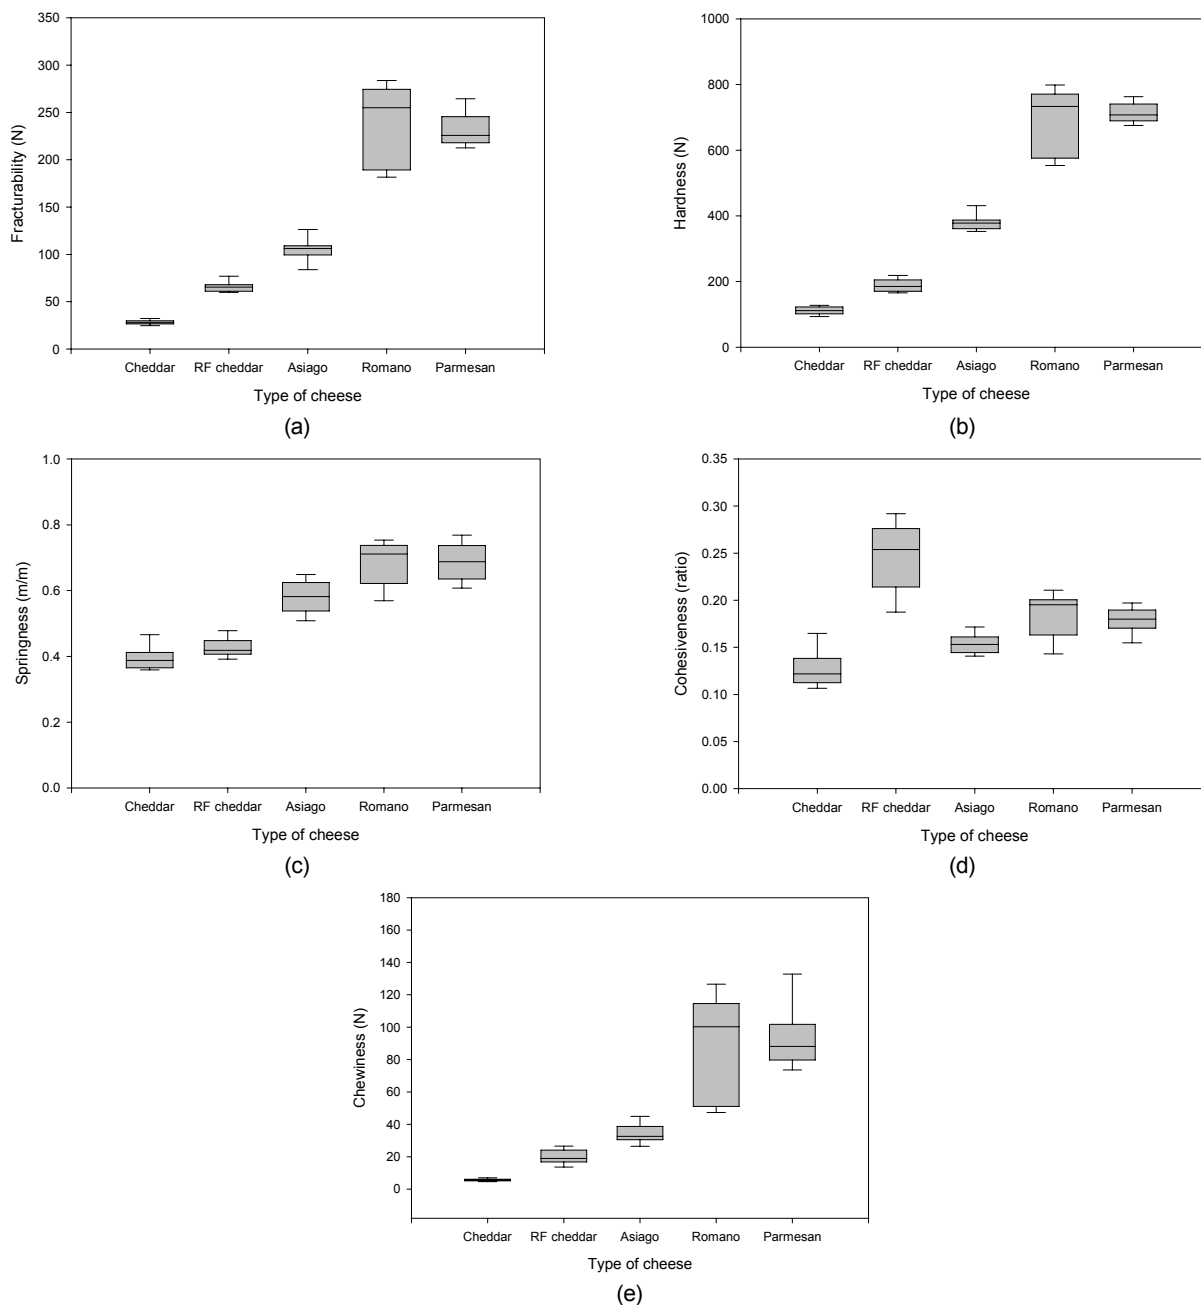 350
300
250
200
150
100
50
0
Fracturability (N)
Cheddar RF cheddar Asiago Romano Parmesan
Type of cheese
(a)
1000
800
600
400
200
0
Hardness (N)
Cheddar RF cheddar Asiago Romano Parmesan
Type of cheese
(b)
1.0
0.8
0.6
0.4
0.2
0.0
Springness (m/m)
Cheddar RF cheddar Asiago Romano Parmesan
Type of cheese
(c)
0.35
0.30
0.25
0.20
0.15
0.10
0.05
0.00
Cohesiveness (ratio)
Cheddar RF cheddar Asiago Romano Parmesan
Type of cheese
(d)
180
160
140
120
100
80
60
40
20
0
Chewiness (N)
Cheddar RF cheddar Asiago Romano Parmesan
Type of cheese
(e)